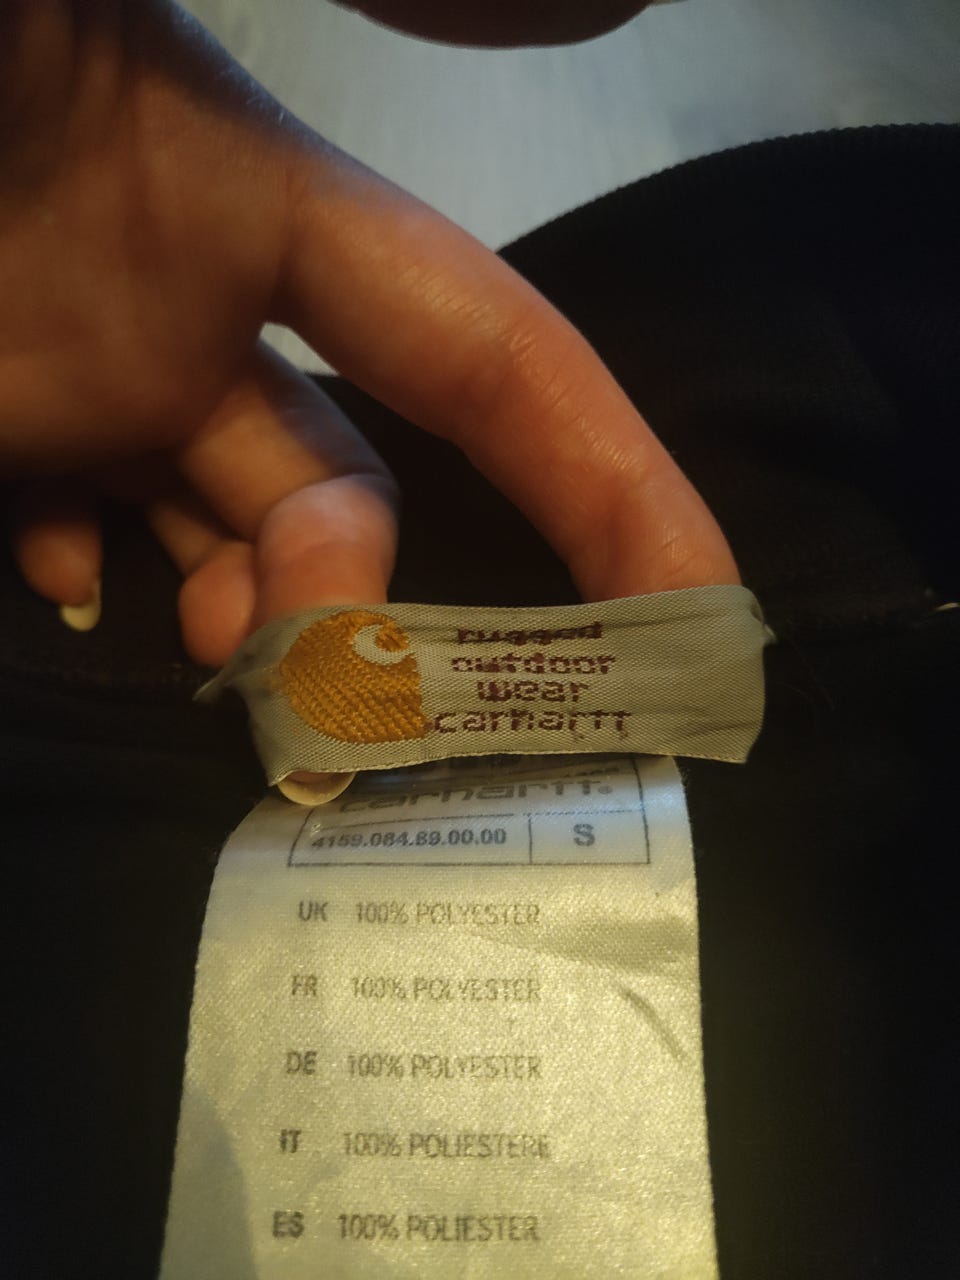 rugged
outdoor
wear
carhartt
carhartt®
4159.084.89.00.00 S
UK 100% POLYESTER
FR 100% POLYESTER
DE 100% POLYESTER
IT 100% POLIESTERE
ES 100% POLIESTER